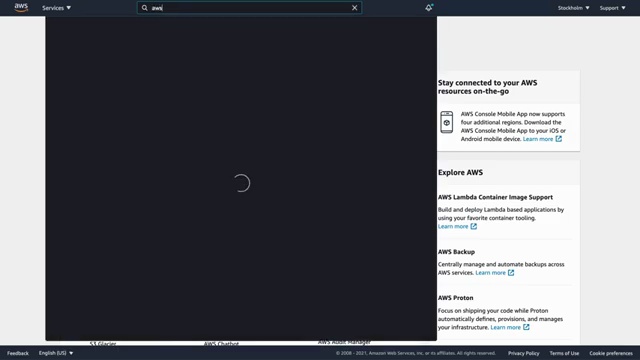 aws
Services ▼
aws
Stockholm ▼
Support ▼
Stay connected to your AWS
resources on-the-go
AWS Console Mobile App now supports
four additional regions. Download the
AWS Console Mobile App to your iOS or
Android mobile device. Learn more
Explore AWS
AWS Lambda Container Image Support
Build and deploy Lambda based applications by
using your favorite container tooling.
Learn more
AWS Backup
Centrally manage and automate backups across
AWS services. Learn more
AWS Proton
Focus on shipping your code while Proton
automatically defines, provisions, and manages
your infrastructure. Learn more
S3 Glacier
AWS Chatbot
AWS Audit Manager
Feedback
English (US) ▼
© 2008 - 2021, Amazon Web Services, Inc. or its affiliates. All rights reserved.
Privacy Policy
Terms of Use
Cookie preferences